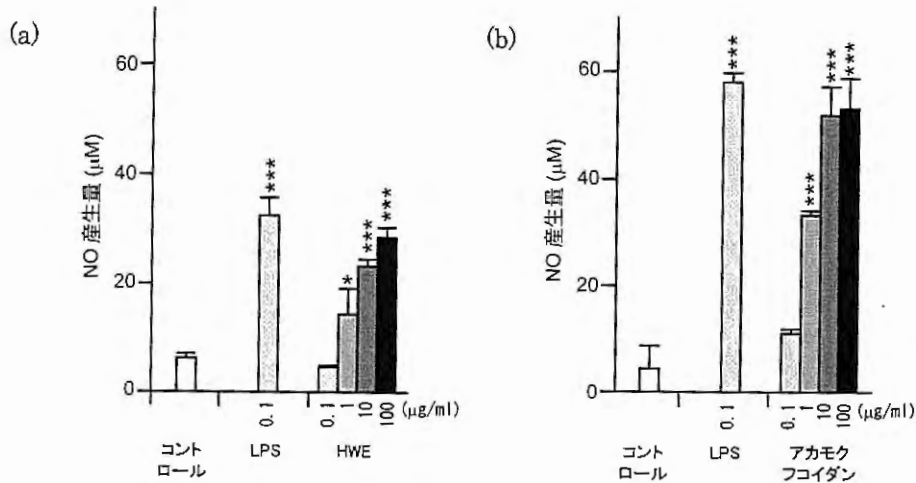 (a)
60
40
20
0
NO 産生量 (μM)
***
*
***
***
0.1
0.1
1
10
100
(μg/ml)
コント
ロール
LPS
HWE
(b)
60
40
20
0
NO 産生量 (μM)
***
***
***
***
0.1
0.1
1
10
100
(μg/ml)
コント
ロール
LPS
アカモク
フコイダン